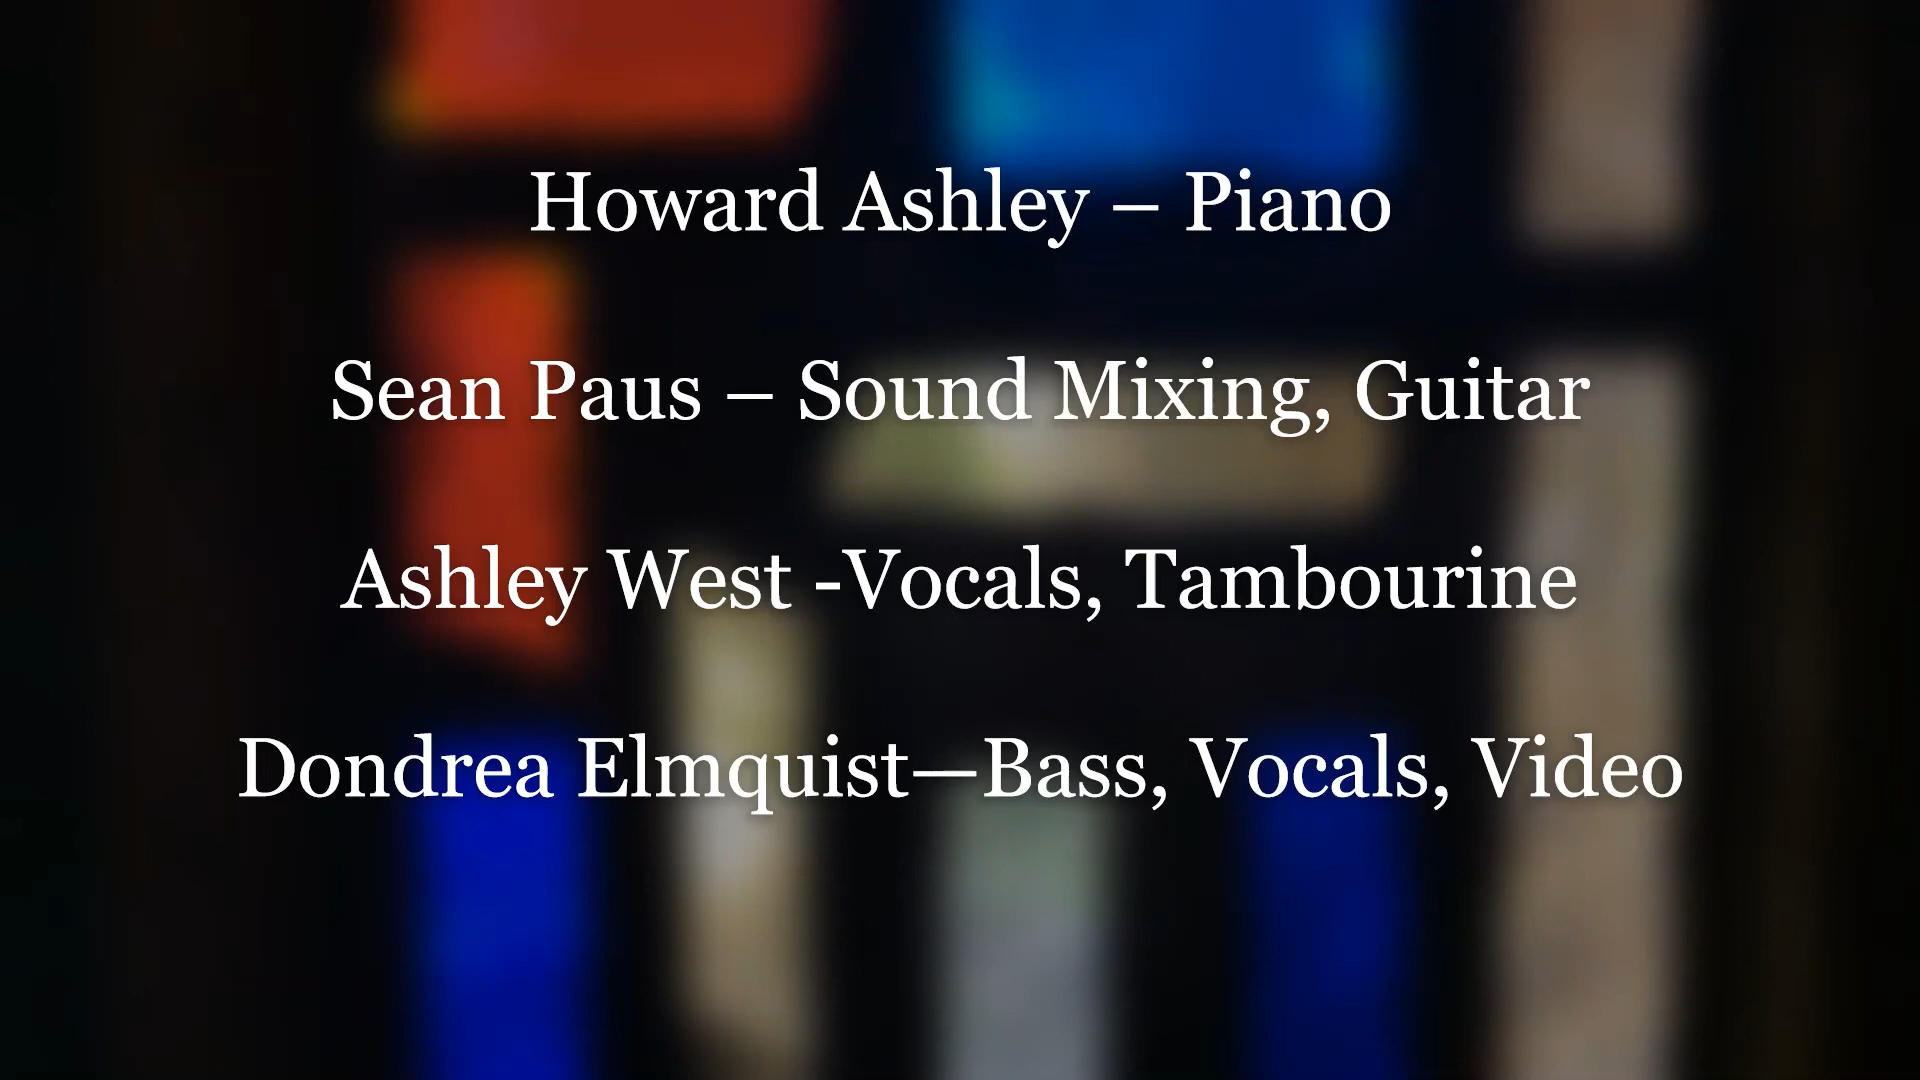 Howard Ashley – Piano
Sean Paus – Sound Mixing, Guitar
Ashley West -Vocals, Tambourine
Dondrea Elmquist—Bass, Vocals, Video